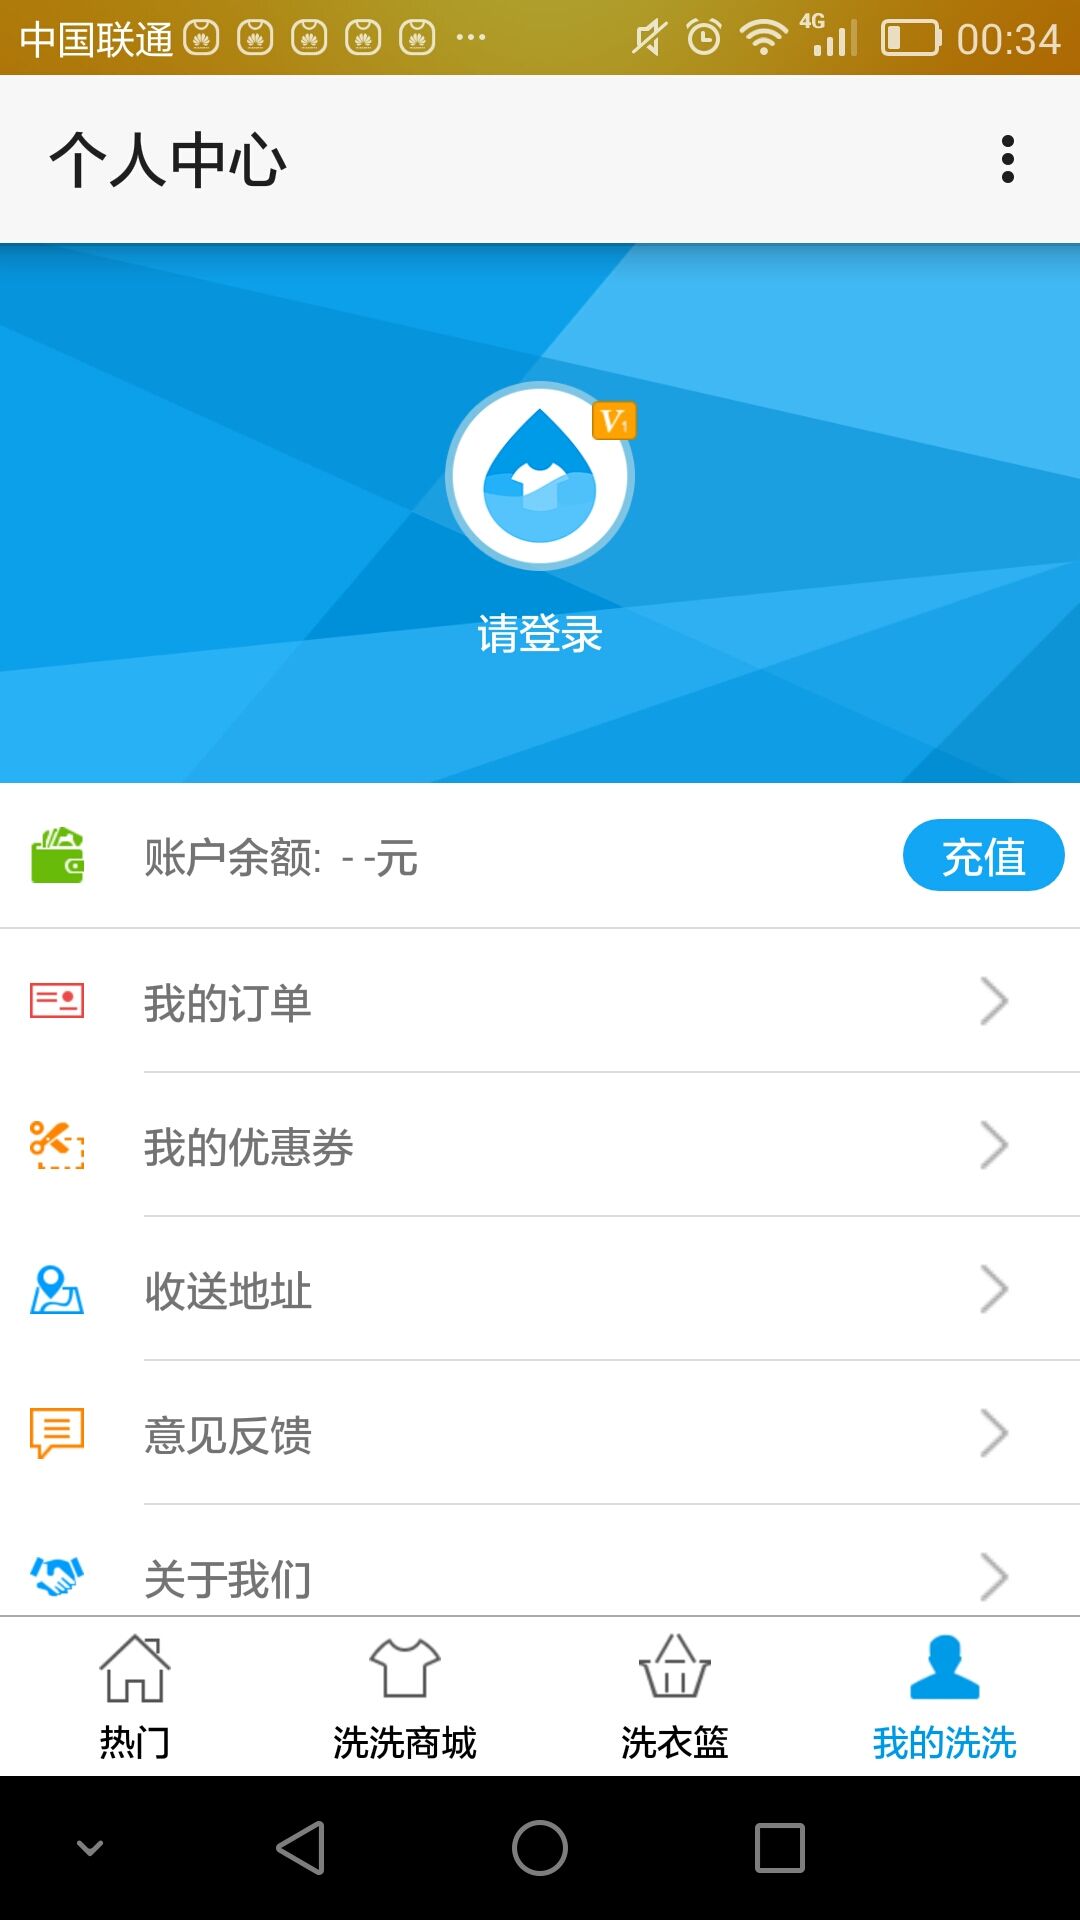 中国联通 ... 4G 00:34
个人中心
V1
请登录
账户余额: - -元 充值
我的订单
我的优惠券
收送地址
意见反馈
关于我们
热门 洗洗商城 洗衣篮 我的洗洗